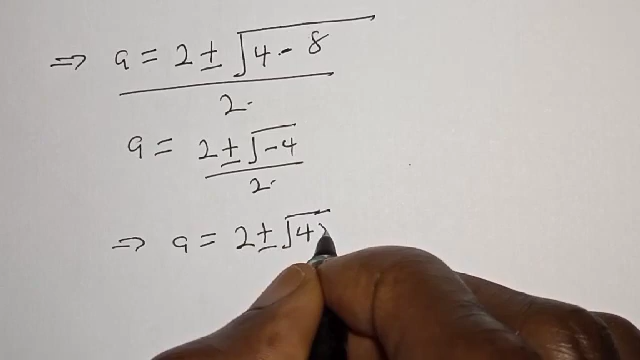 ⇒ a = 2 ± √4 - 8
2
a = 2 ± √-4
2
⇒ a = 2 ± √4